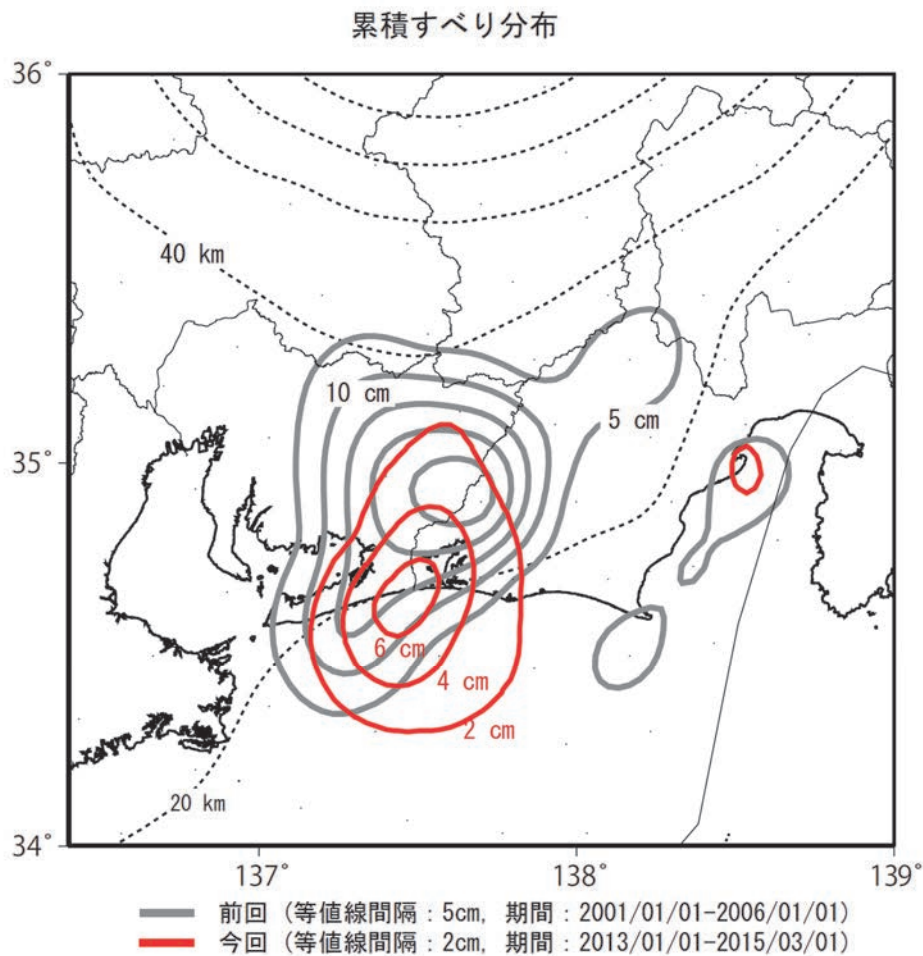 累積すべり分布
36°
40 km
10 cm
5 cm
35°
6 cm
4 cm
2 cm
20 km
34°
137°
138°
139°
前回 (等値線間隔：5cm, 期間：2001/01/01-2006/01/01)
今回 (等値線間隔：2cm, 期間：2013/01/01-2015/03/01)